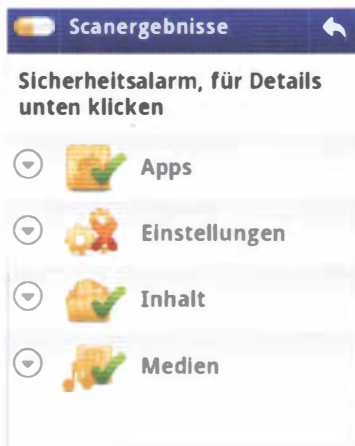 Scanergebnisse
Sicherheitsalarm, für Details
unten klicken
Apps
Einstellungen
Inhalt
Medien